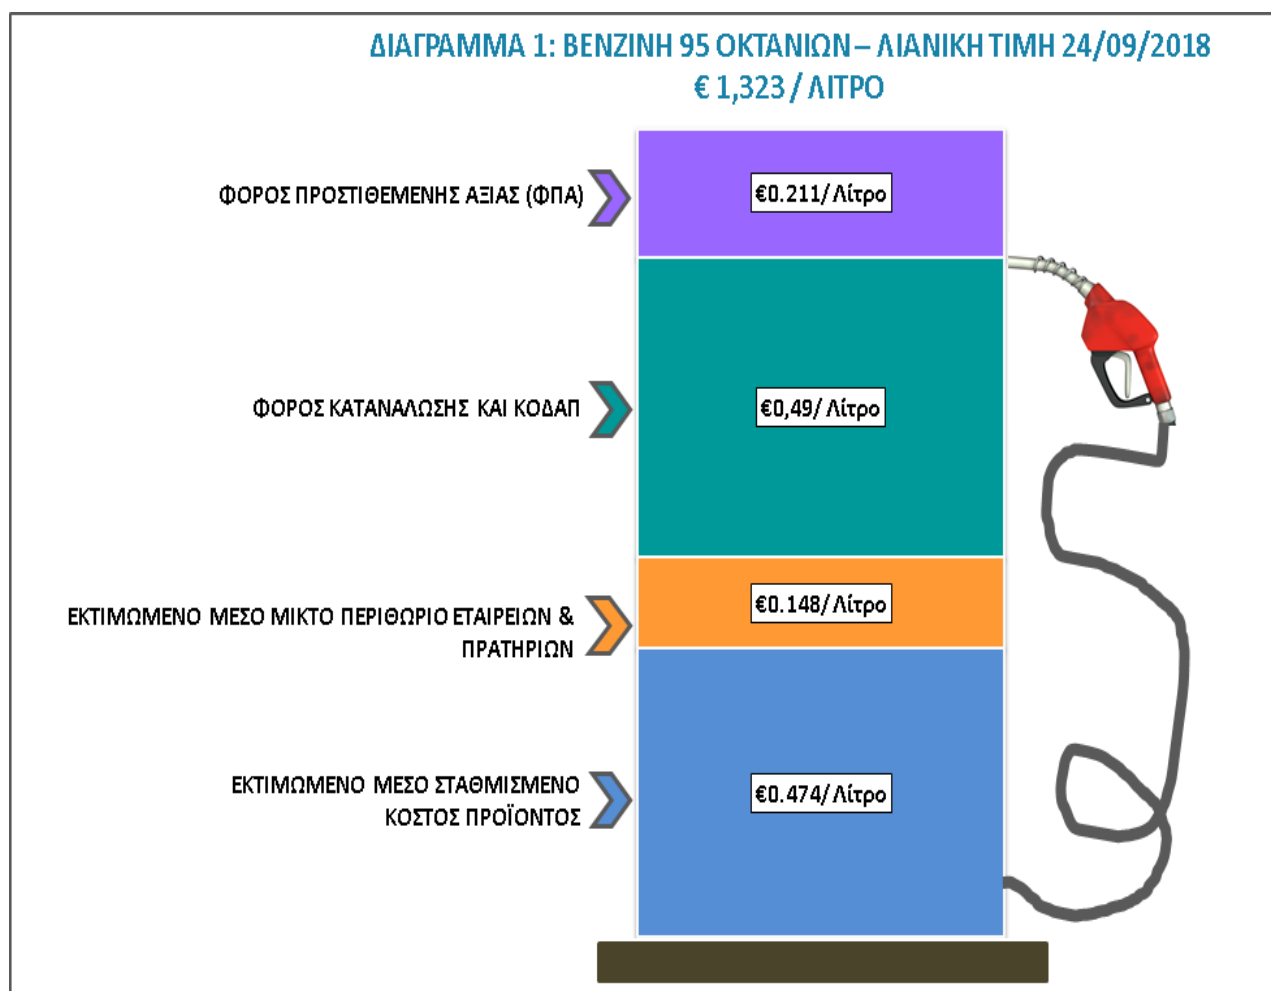 ΔΙΑΓΡΑΜΜΑ 1: ΒΕΝΖΙΝΗ 95 ΟΚΤΑΝΙΩΝ – ΛΙΑΝΙΚΗ ΤΙΜΗ 24/09/2018
€ 1,323 / ΛΙΤΡΟ
ΦΟΡΟΣ ΠΡΟΣΤΙΘΕΜΕΝΗΣ ΑΞΙΑΣ (ΦΠΑ)
€0.211/ Λίτρο
ΦΟΡΟΣ ΚΑΤΑΝΑΛΩΣΗΣ ΚΑΙ ΚΟΔΑΠ
€0,49/ Λίτρο
ΕΚΤΙΜΩΜΕΝΟ ΜΕΣΟ ΜΙΚΤΟ ΠΕΡΙΘΩΡΙΟ ΕΤΑΙΡΕΙΩΝ &
ΠΡΑΤΗΡΙΩΝ
€0.148/ Λίτρο
ΕΚΤΙΜΩΜΕΝΟ ΜΕΣΟ ΣΤΑΘΜΙΣΜΕΝΟ
ΚΟΣΤΟΣ ΠΡΟΪΟΝΤΟΣ
€0.474/ Λίτρο